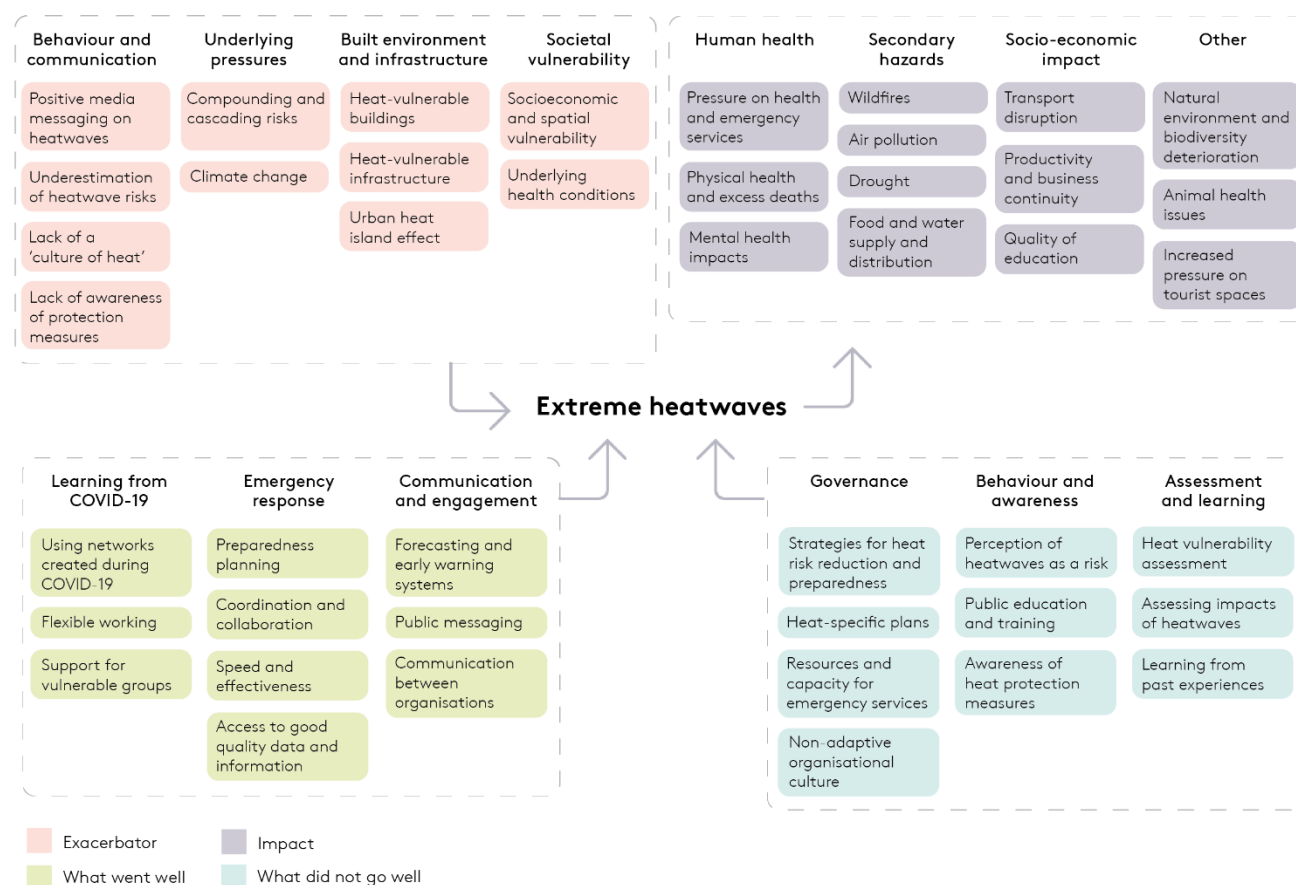 Behaviour and
communication
Positive media
messaging on
heatwaves
Underestimation
of heatwave risks
Lack of a
‘culture of heat’
Lack of awareness
of protection
measures
Underlying
pressures
Compounding and
cascading risks
Climate change
Built environment
and infrastructure
Heat-vulnerable
buildings
Heat-vulnerable
infrastructure
Urban heat
island effect
Societal
vulnerability
Socioeconomic
and spatial
vulnerability
Underlying
health conditions
Human health
Pressure on health
and emergency
services
Physical health
and excess deaths
Mental health
impacts
Secondary
hazards
Wildfires
Air pollution
Drought
Food and water
supply and
distribution
Socio-economic
impact
Transport
disruption
Productivity
and business
continuity
Quality of
education
Other
Natural
environment and
biodiversity
deterioration
Animal health
issues
Increased
pressure on
tourist spaces
Extreme heatwaves
Learning from
COVID-19
Using networks
created during
COVID-19
Flexible working
Support for
vulnerable groups
Emergency
response
Preparedness
planning
Coordination and
collaboration
Speed and
effectiveness
Access to good
quality data and
information
Communication
and engagement
Forecasting and
early warning
systems
Public messaging
Communication
between
organisations
Governance
Strategies for heat
risk reduction and
preparedness
Heat-specific plans
Resources and
capacity for
emergency services
Non-adaptive
organisational
culture
Behaviour and
awareness
Perception of
heatwaves as a risk
Public education
and training
Awareness of
heat protection
measures
Assessment
and learning
Heat vulnerability
assessment
Assessing impacts
of heatwaves
Learning from
past experiences
Exacerbator
Impact
What went well
What did not go well